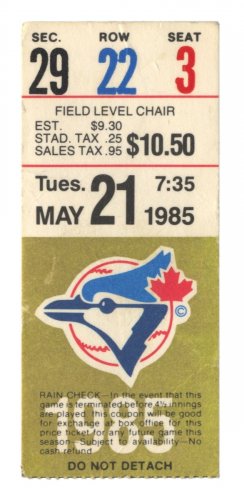 SEC. ROW SEAT
29 22 3
FIELD LEVEL CHAIR
EST. $9.30
STAD. TAX .25
SALES TAX .95 $10.50
Tues. 7:35
MAY 21 1985
©
1985
RAIN CHECK—In the event that this
game is terminated before 4½ innings
are played, this coupon will be good
for exchange at box office for this
price ticket for any future game this
season - Subject to availability—No
cash refund
DO NOT DETACH